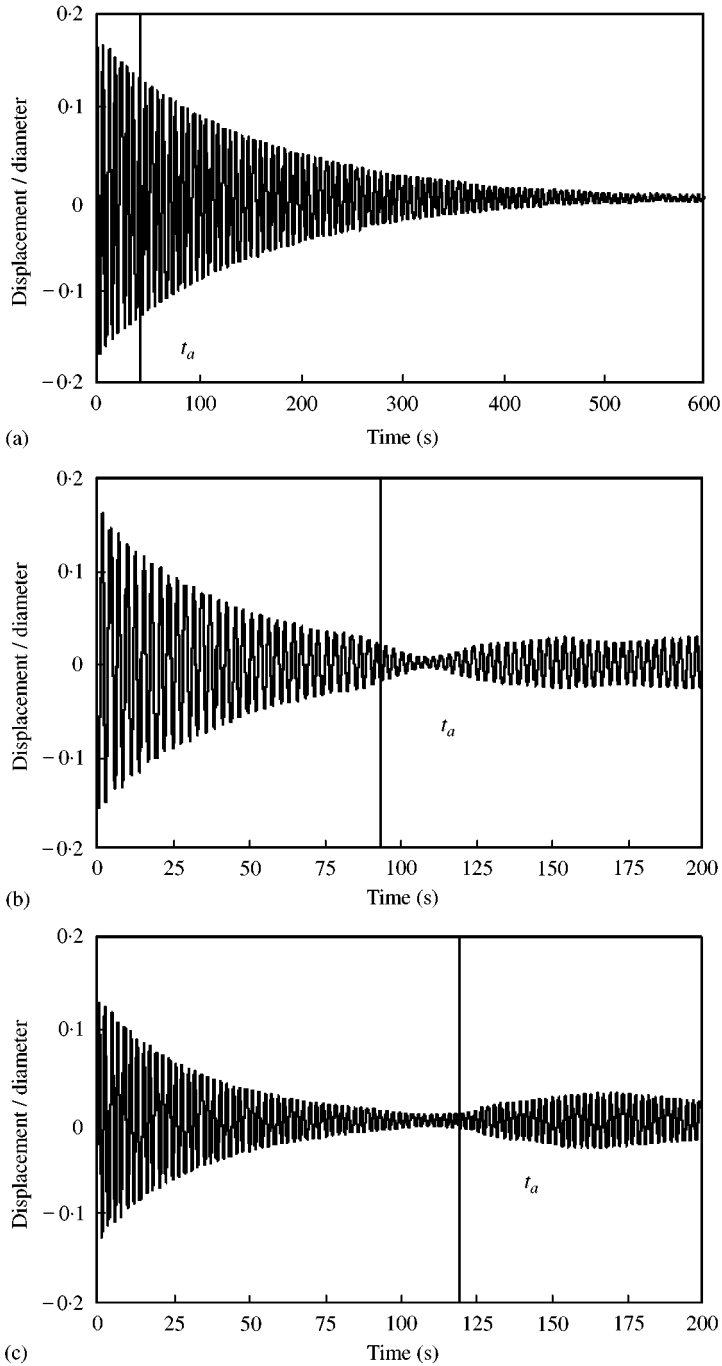 0·2
0·1
0
−0·1
−0·2
Displacement / diameter
t_a
0 100 200 300 400 500 600
Time (s)
(a)
0·2
0·1
0
−0·1
−0·2
Displacement / diameter
t_a
0 25 50 75 100 125 150 175 200
Time (s)
(b)
0·2
0·1
0
−0·1
−0·2
Displacement / diameter
t_a
0 25 50 75 100 125 150 175 200
Time (s)
(c)